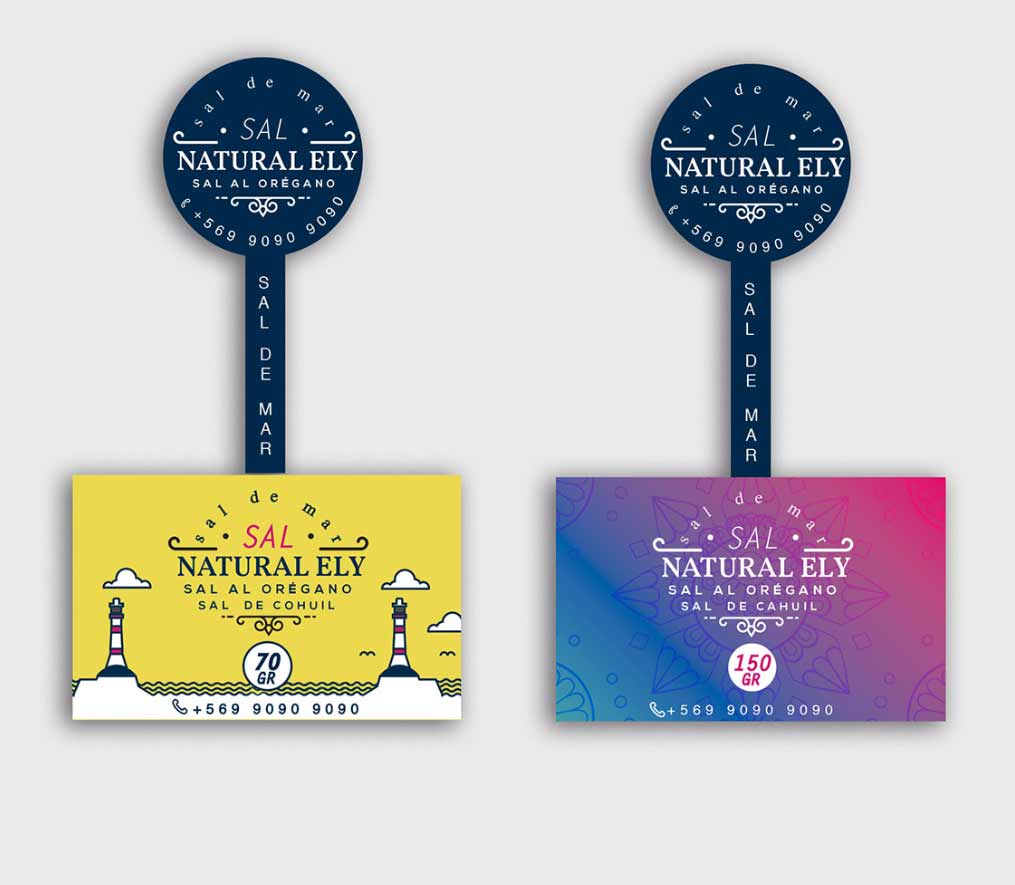 sal de mar
• SAL •
NATURAL ELY
SAL AL ORÉGANO
+569 9090 9090
SAL DE MAR
sal de mar
• SAL •
NATURAL ELY
SAL AL ORÉGANO
SAL DE COHUIL
70
GR
+569 9090 9090
sal de mar
• SAL •
NATURAL ELY
SAL AL ORÉGANO
+569 9090 9090
SAL DE MAR
sal de mar
• SAL •
NATURAL ELY
SAL AL ORÉGANO
SAL DE CAHUIL
150
GR
+569 9090 9090